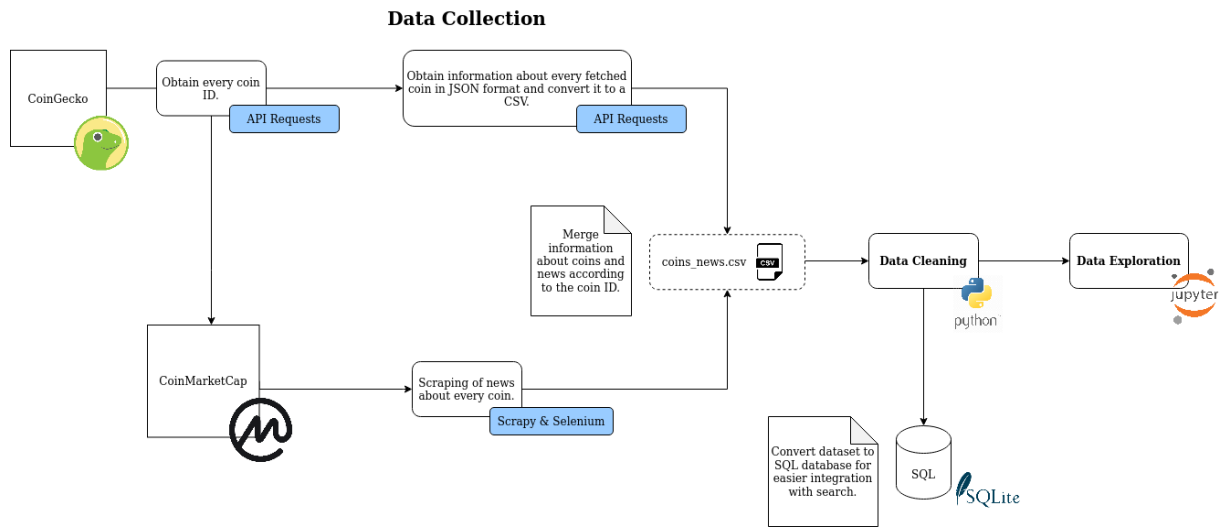 Data Collection
CoinGecko
Obtain every coin
ID.
API Requests
Obtain information about every fetched
coin in JSON format and convert it to a
CSV.
API Requests
Merge
information
about coins and
news according
to the coin ID.
coins_news.csv
CSV
Data Cleaning
python
Data Exploration
jupyter
CoinMarketCap
Scraping of news
about every coin.
Scrapy & Selenium
Convert dataset to
SQL database for
easier integration
with search.
SQL
SQLite